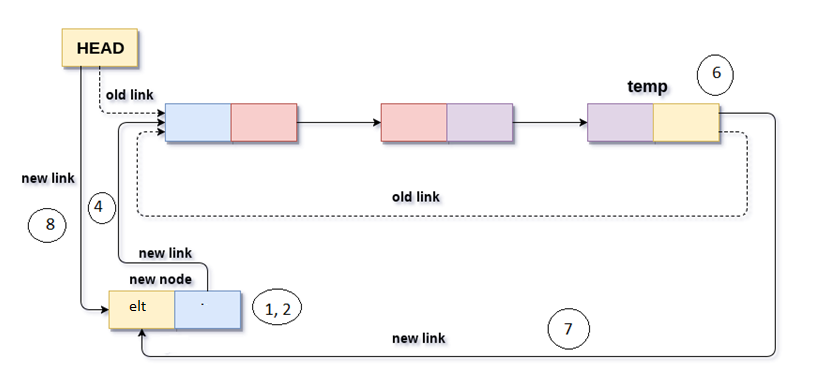 HEAD
old link
temp
6
new link
4
old link
8
new link
new node
elt
1, 2
7
new link